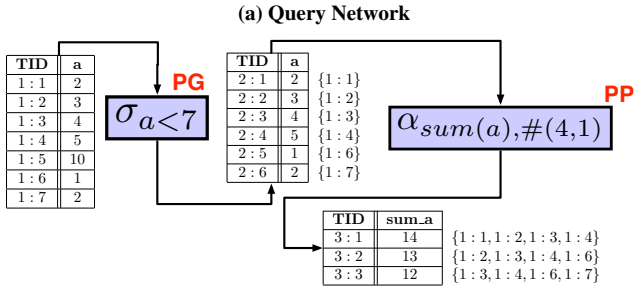 (a) Query Network
TID a
1 : 1 2
1 : 2 3
1 : 3 4
1 : 4 5
1 : 5 10
1 : 6 1
1 : 7 2
PG
σa<7
TID a
2 : 1 2 {1 : 1}
2 : 2 3 {1 : 2}
2 : 3 4 {1 : 3}
2 : 4 5 {1 : 4}
2 : 5 1 {1 : 6}
2 : 6 2 {1 : 7}
PP
αsum(a),#(4,1)
TID sum_a
3 : 1 14 {1 : 1, 1 : 2, 1 : 3, 1 : 4}
3 : 2 13 {1 : 2, 1 : 3, 1 : 4, 1 : 6}
3 : 3 12 {1 : 3, 1 : 4, 1 : 6, 1 : 7}